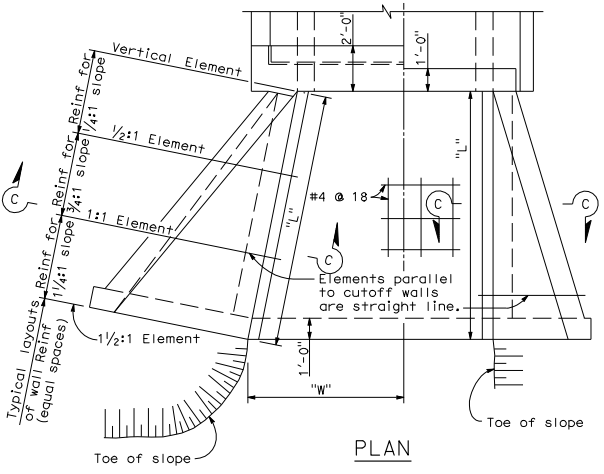 2'-0"
1'-0"
Vertical Element
Reinf for
1/4:1 slope
1/2:1 Element
Reinf for
3/4:1 slope
1:1 Element
Reinf for
1 1/4:1 slope
1 1/2:1 Element
Typical layouts
of wall Reinf
(equal spaces)
"L"
"L"
#4 @ 18
C
C
C
C
Elements parallel
to cutoff walls
are straight line.
1'-0"
"W"
Toe of slope
Toe of slope
PLAN